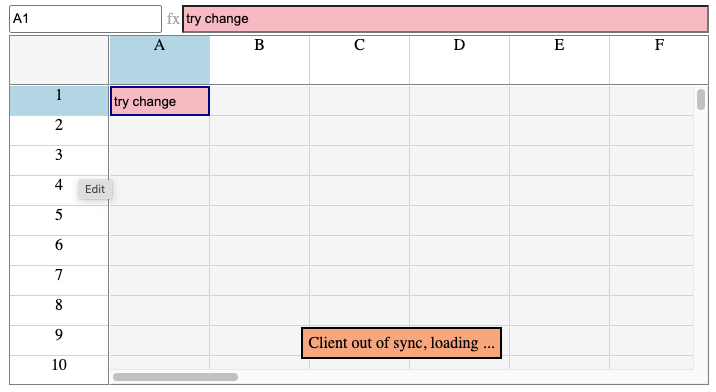 A1 fx try change
A B C D E F
1 try change
2
3
4 Edit
5
6
7
8
9 Client out of sync, loading ...
10